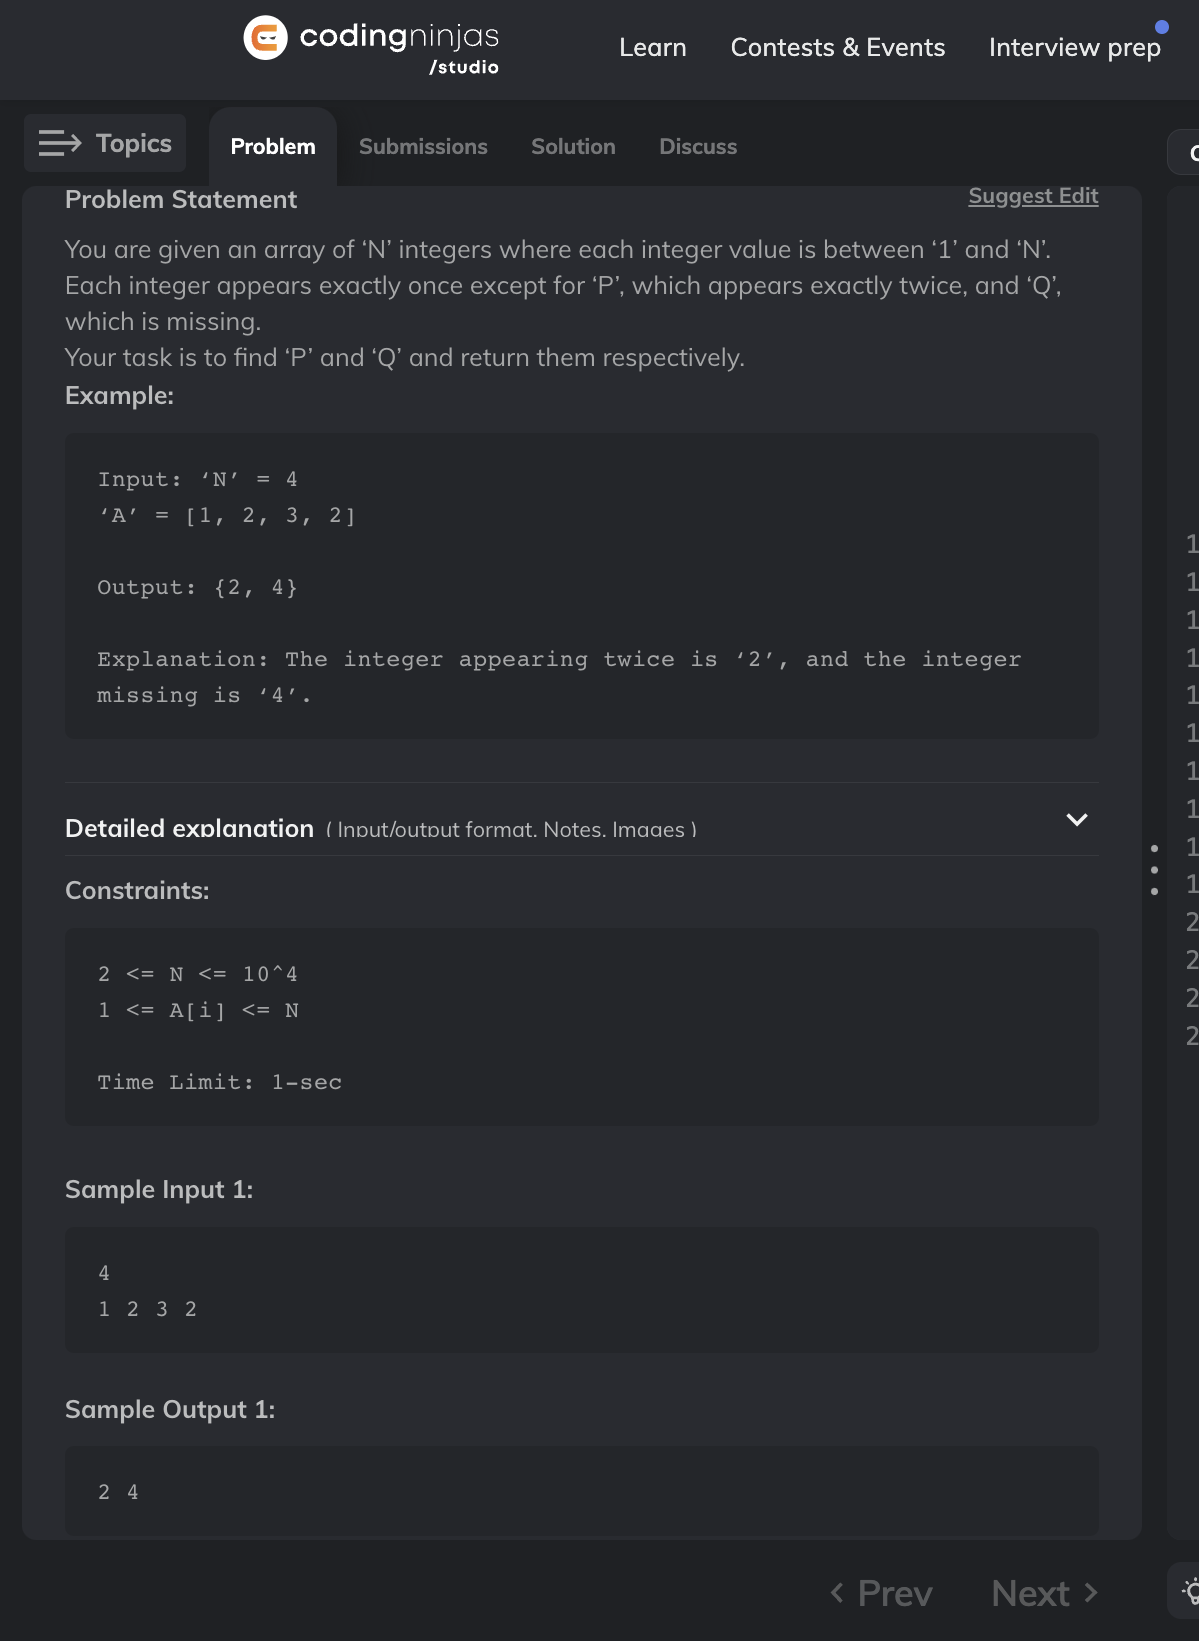 codingninjas
/studio
Learn
Contests & Events
Interview prep
Topics
Problem
Submissions
Solution
Discuss
Problem Statement
Suggest Edit
You are given an array of ‘N’ integers where each integer value is between ‘1’ and ‘N’.
Each integer appears exactly once except for ‘P’, which appears exactly twice, and ‘Q’,
which is missing.
Your task is to find ‘P’ and ‘Q’ and return them respectively.
Example:
Input: ‘N’ = 4
‘A’ = [1, 2, 3, 2]
Output: {2, 4}
Explanation: The integer appearing twice is ‘2’, and the integer
missing is ‘4’.
Detailed explanation ( Input/output format, Notes, Images )
Constraints:
2 <= N <= 10^4
1 <= A[i] <= N
Time Limit: 1-sec
Sample Input 1:
4
1 2 3 2
Sample Output 1:
2 4
Prev
Next